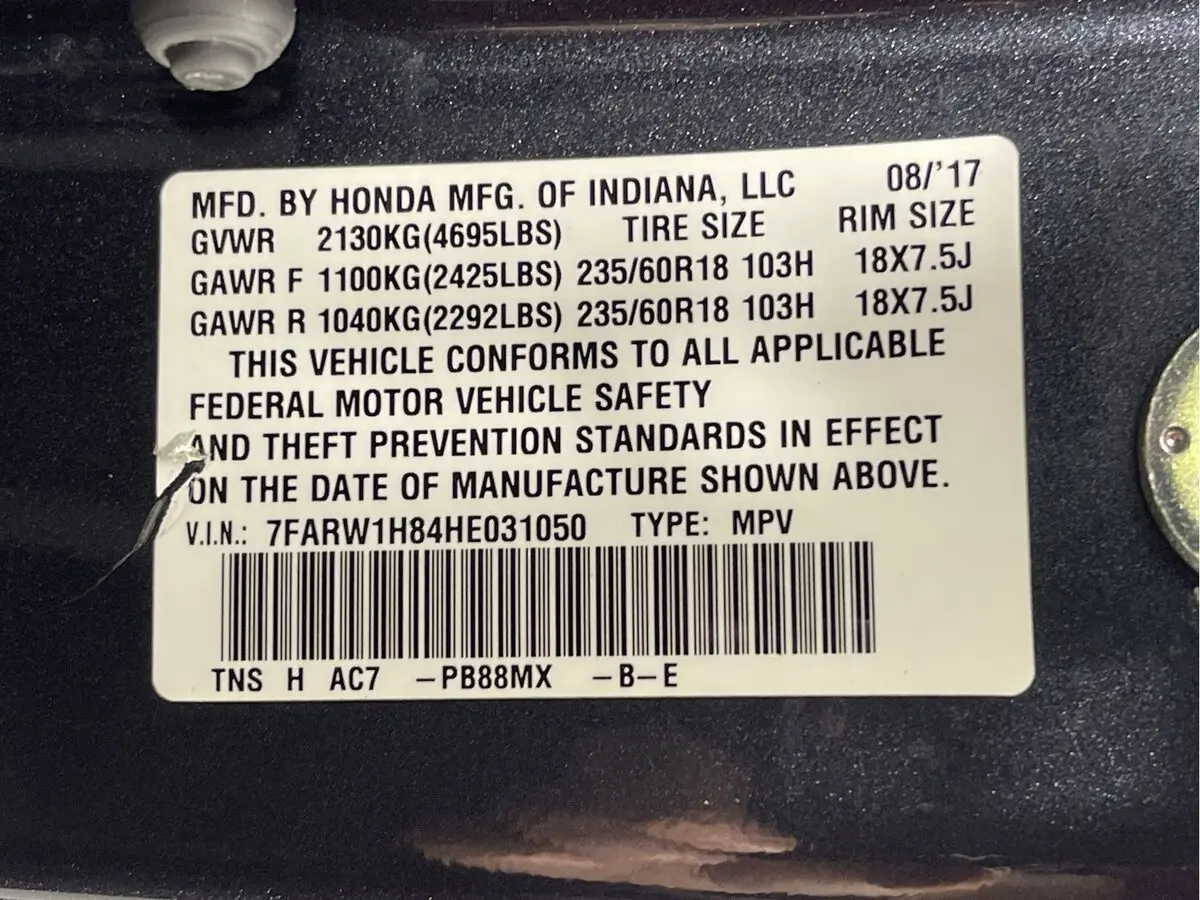 MFD. BY HONDA MFG. OF INDIANA, LLC 08/'17
GVWR 2130KG(4695LBS) TIRE SIZE RIM SIZE
GAWR F 1100KG(2425LBS) 235/60R18 103H 18X7.5J
GAWR R 1040KG(2292LBS) 235/60R18 103H 18X7.5J
THIS VEHICLE CONFORMS TO ALL APPLICABLE
FEDERAL MOTOR VEHICLE SAFETY
AND THEFT PREVENTION STANDARDS IN EFFECT
ON THE DATE OF MANUFACTURE SHOWN ABOVE.
V.I.N.: 7FARW1H84HE031050 TYPE: MPV
TNS H AC7 -PB88MX -B-E